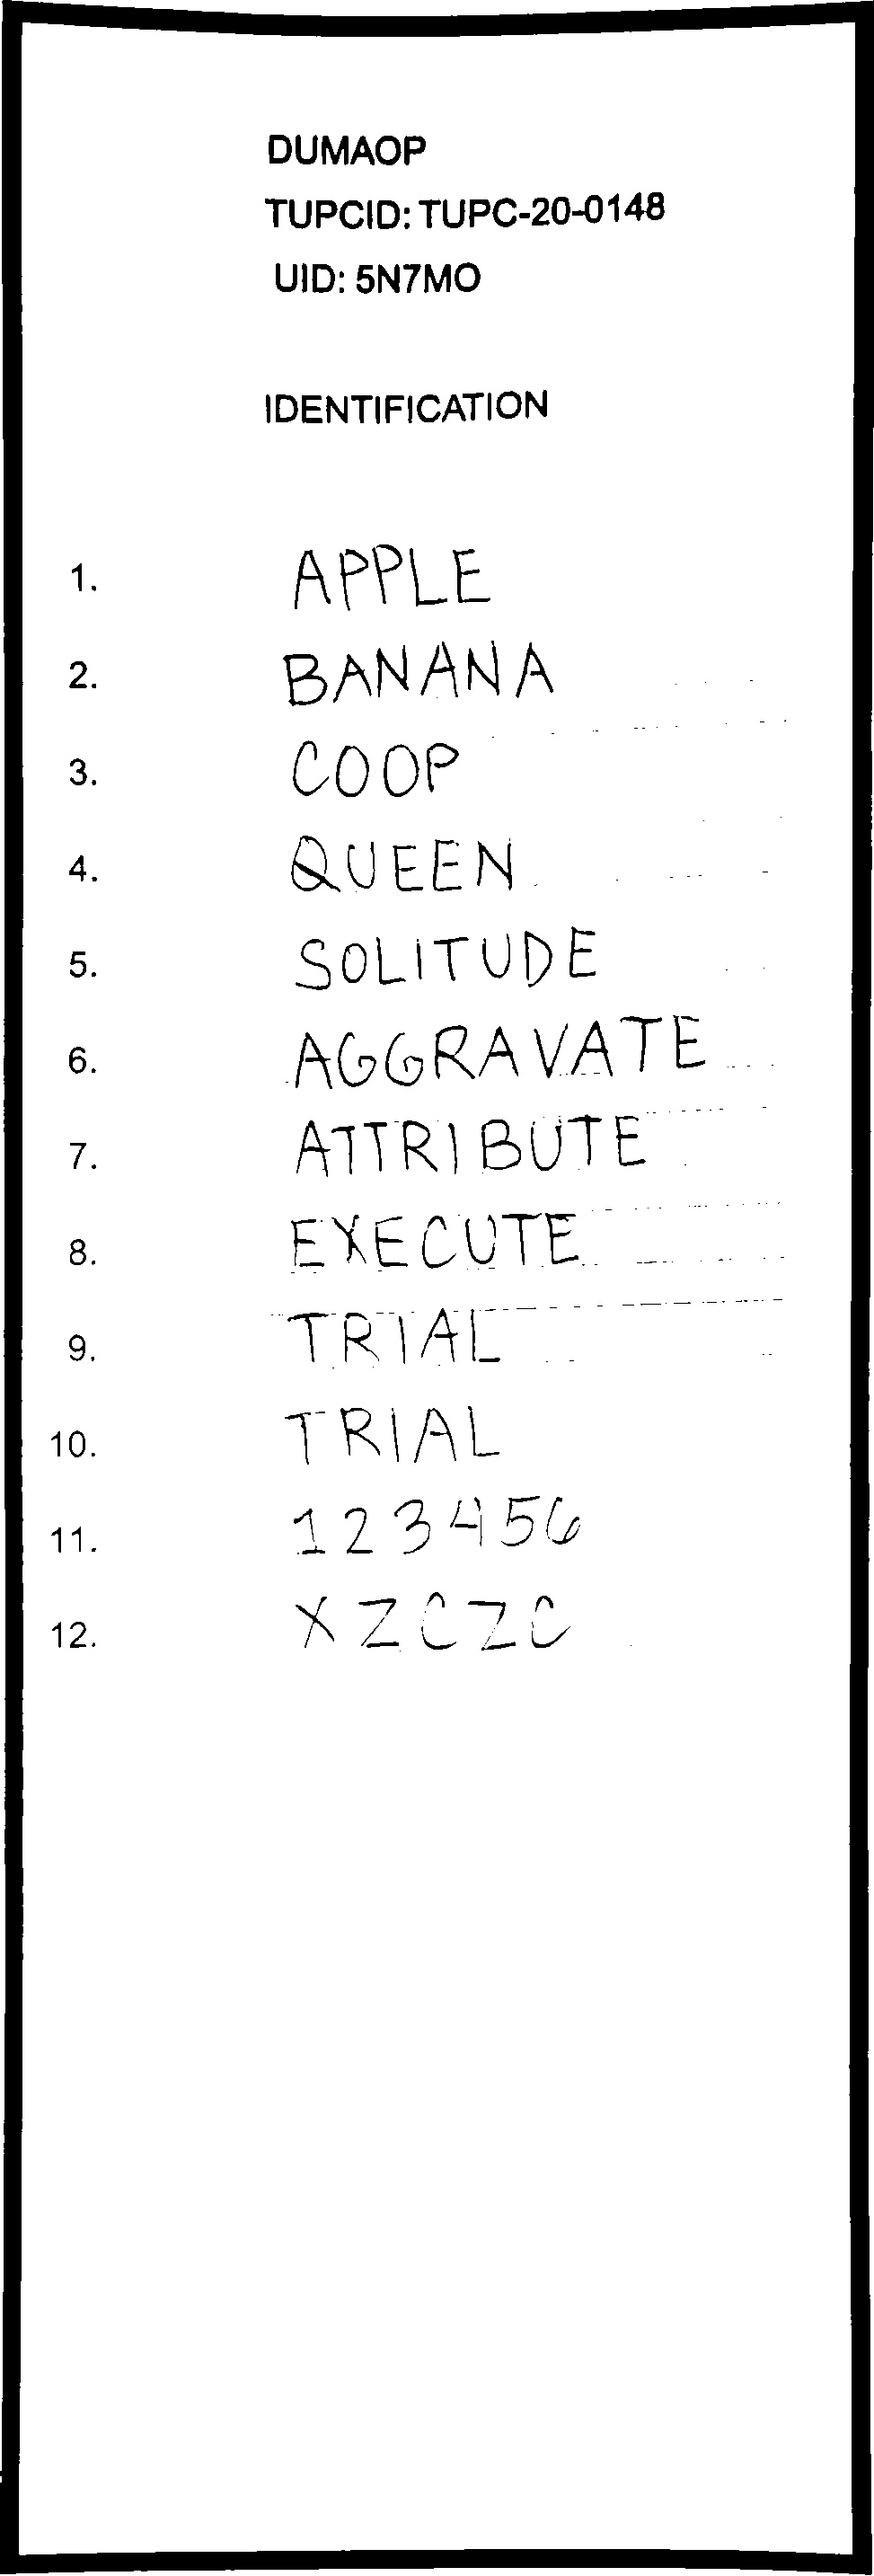 DUMAOP
TUPCID: TUPC-20-0148
UID: 5N7MO
IDENTIFICATION
1. APPLE
2. BANANA
3. COOP
4. QUEEN
5. SOLITUDE
6. AGGRAVATE
7. ATTRIBUTE
8. EXECUTE
9. TRIAL
10. TRIAL
11. 123456
12. XZCZC